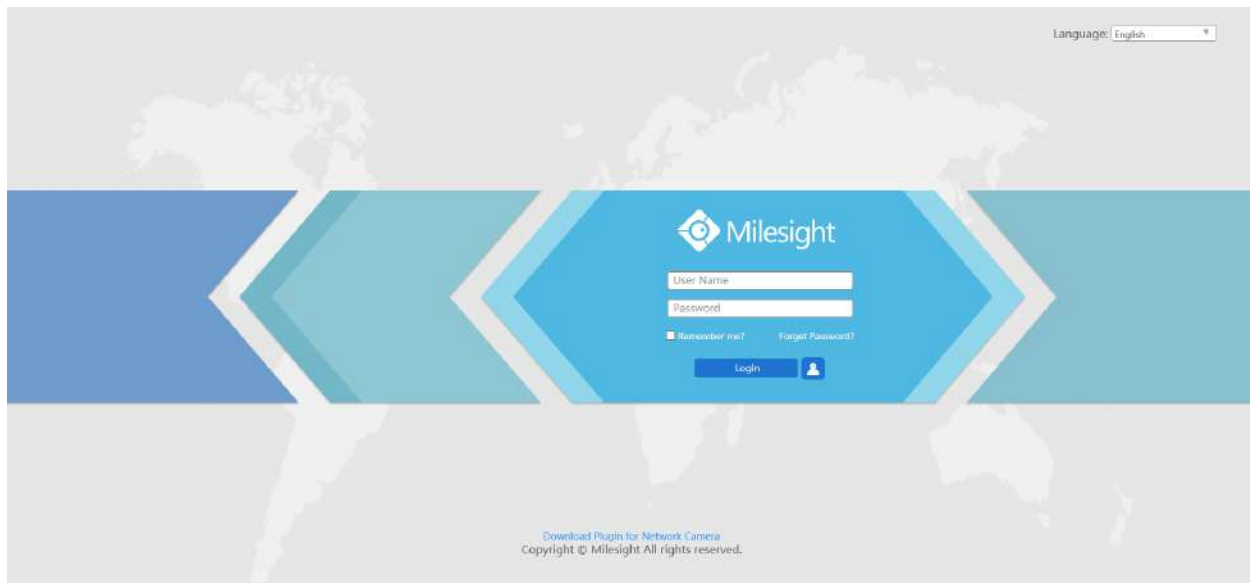 Language: English
Milesight
User Name
Password
Remember me? Forget Password?
Login
Download Plugin for Network Camera
Copyright © Milesight All rights reserved.